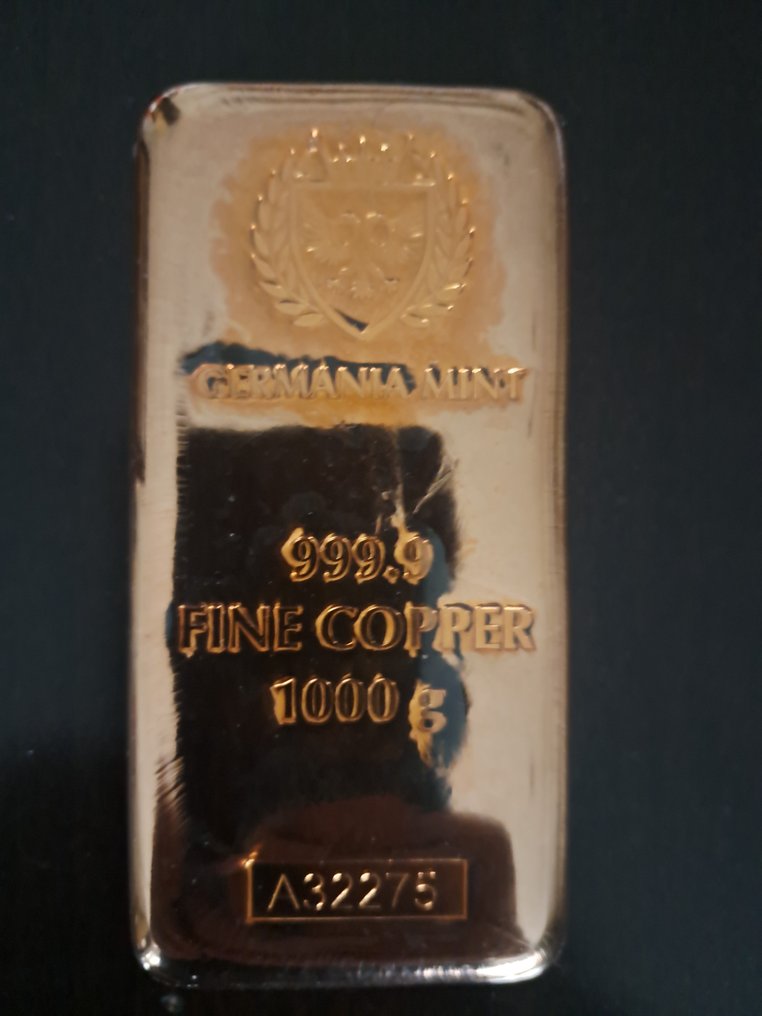 GERMANIA MINT
999.9
FINE COPPER
1000 g
A32275